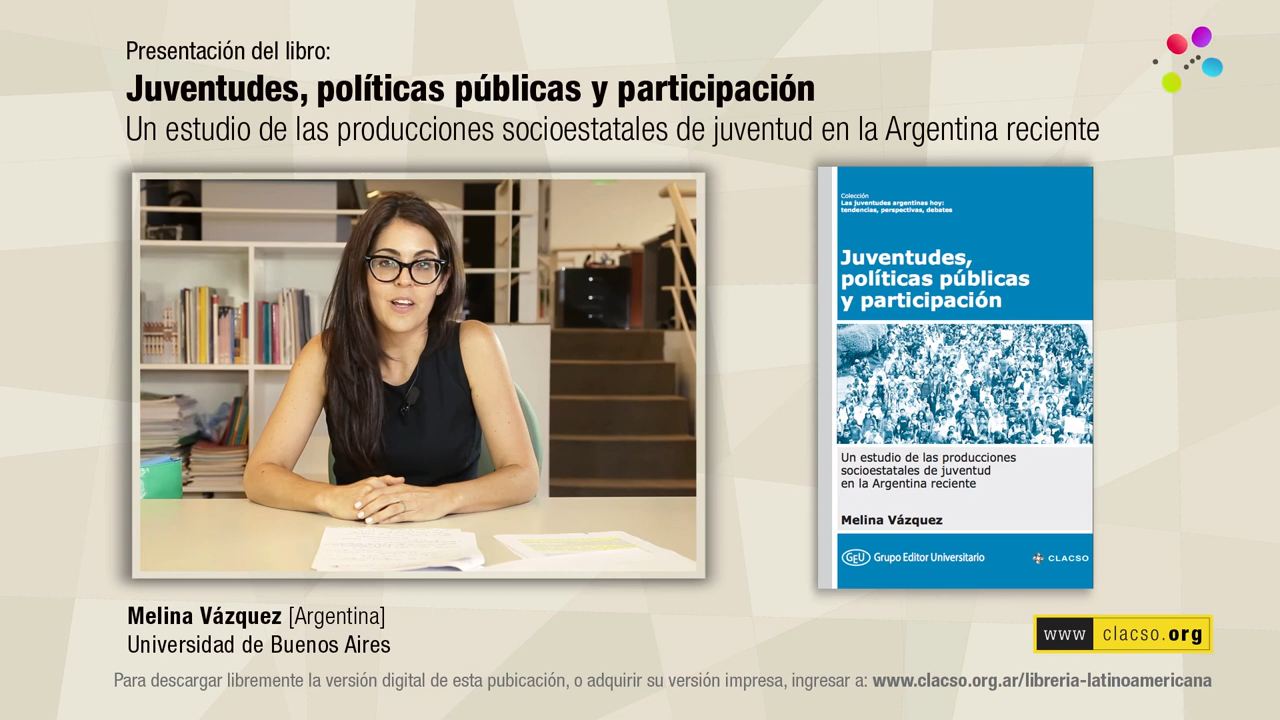 Presentación del libro:
Juventudes, políticas públicas y participación
Un estudio de las producciones socioestatales de juventud en la Argentina reciente
Colección
Las juventudes argentinas hoy:
tendencias, perspectivas, debates
Juventudes,
políticas públicas
y participación
Un estudio de las producciones
socioestatales de juventud
en la Argentina reciente
Melina Vázquez
GEU Grupo Editor Universitario
CLACSO
Melina Vázquez [Argentina]
Universidad de Buenos Aires
www clacso.org
Para descargar libremente la versión digital de esta pubicación, o adquirir su versión impresa, ingresar a: www.clacso.org.ar/libreria-latinoamericana